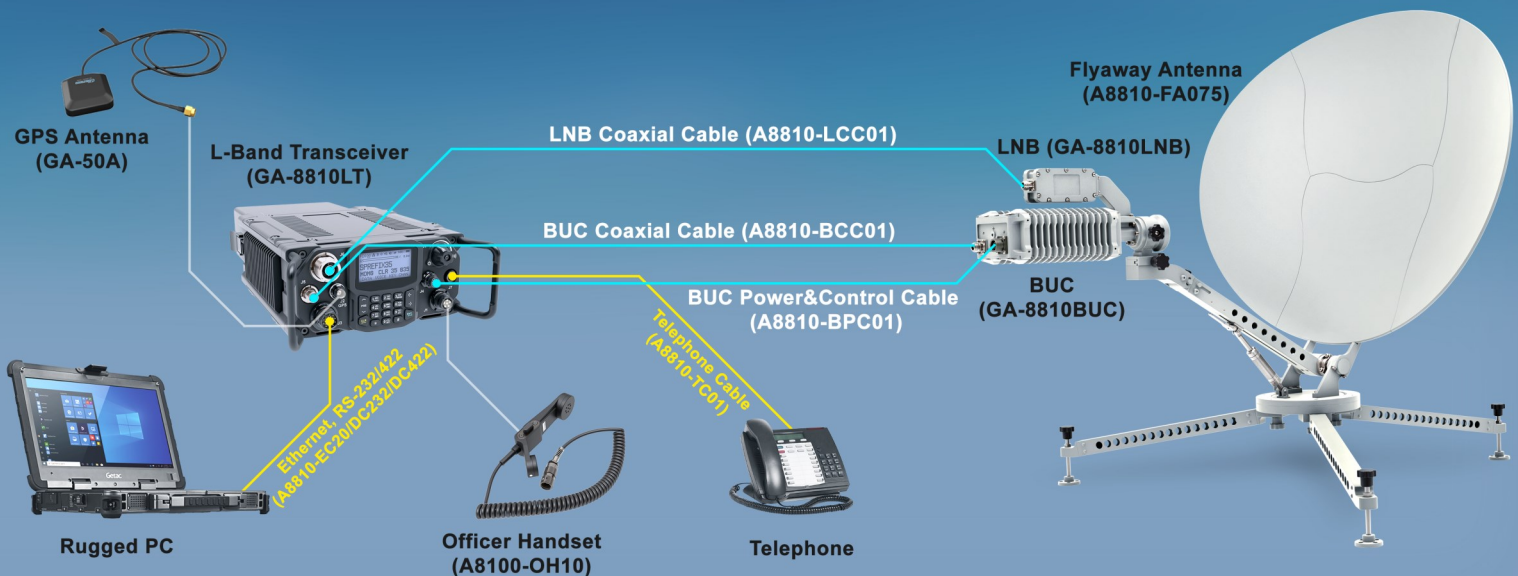 GPS Antenna
(GA-50A)
L-Band Transceiver
(GA-8810LT)
LNB Coaxial Cable (A8810-LCC01)
LNB (GA-8810LNB)
Flyaway Antenna
(A8810-FA075)
BUC Coaxial Cable (A8810-BCC01)
BUC Power&Control Cable
(A8810-BPC01)
BUC
(GA-8810BUC)
Ethernet, RS-232/422
(A8810-EC20/DC232/DC422)
Telephone Cable
(A8810-TC01)
Getac
Rugged PC
Officer Handset
(A8100-OH10)
Telephone